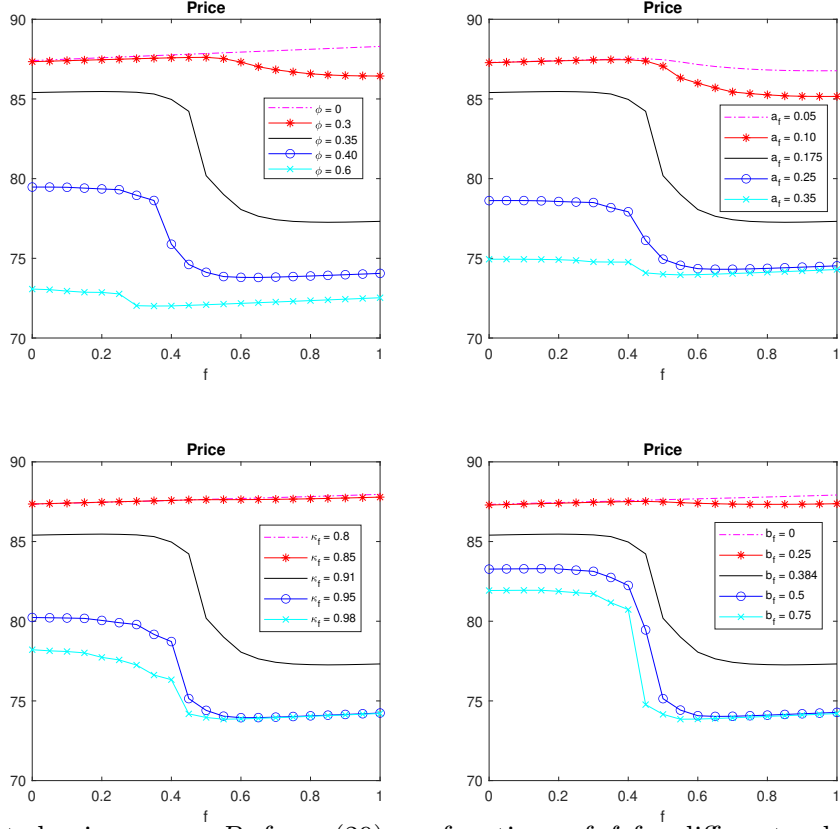 Price
90
85
80
75
70
0 0.2 0.4 0.6 0.8 1
f
ϕ = 0
ϕ = 0.3
ϕ = 0.35
ϕ = 0.40
ϕ = 0.6
Price
90
85
80
75
70
0 0.2 0.4 0.6 0.8 1
f
a_f = 0.05
a_f = 0.10
a_f = 0.175
a_f = 0.25
a_f = 0.35
Price
90
85
80
75
70
0 0.2 0.4 0.6 0.8 1
f
κ_f = 0.8
κ_f = 0.85
κ_f = 0.91
κ_f = 0.95
κ_f = 0.98
Price
90
85
80
75
70
0 0.2 0.4 0.6 0.8 1
f
b_f = 0
b_f = 0.25
b_f = 0.384
b_f = 0.5
b_f = 0.75
(29)